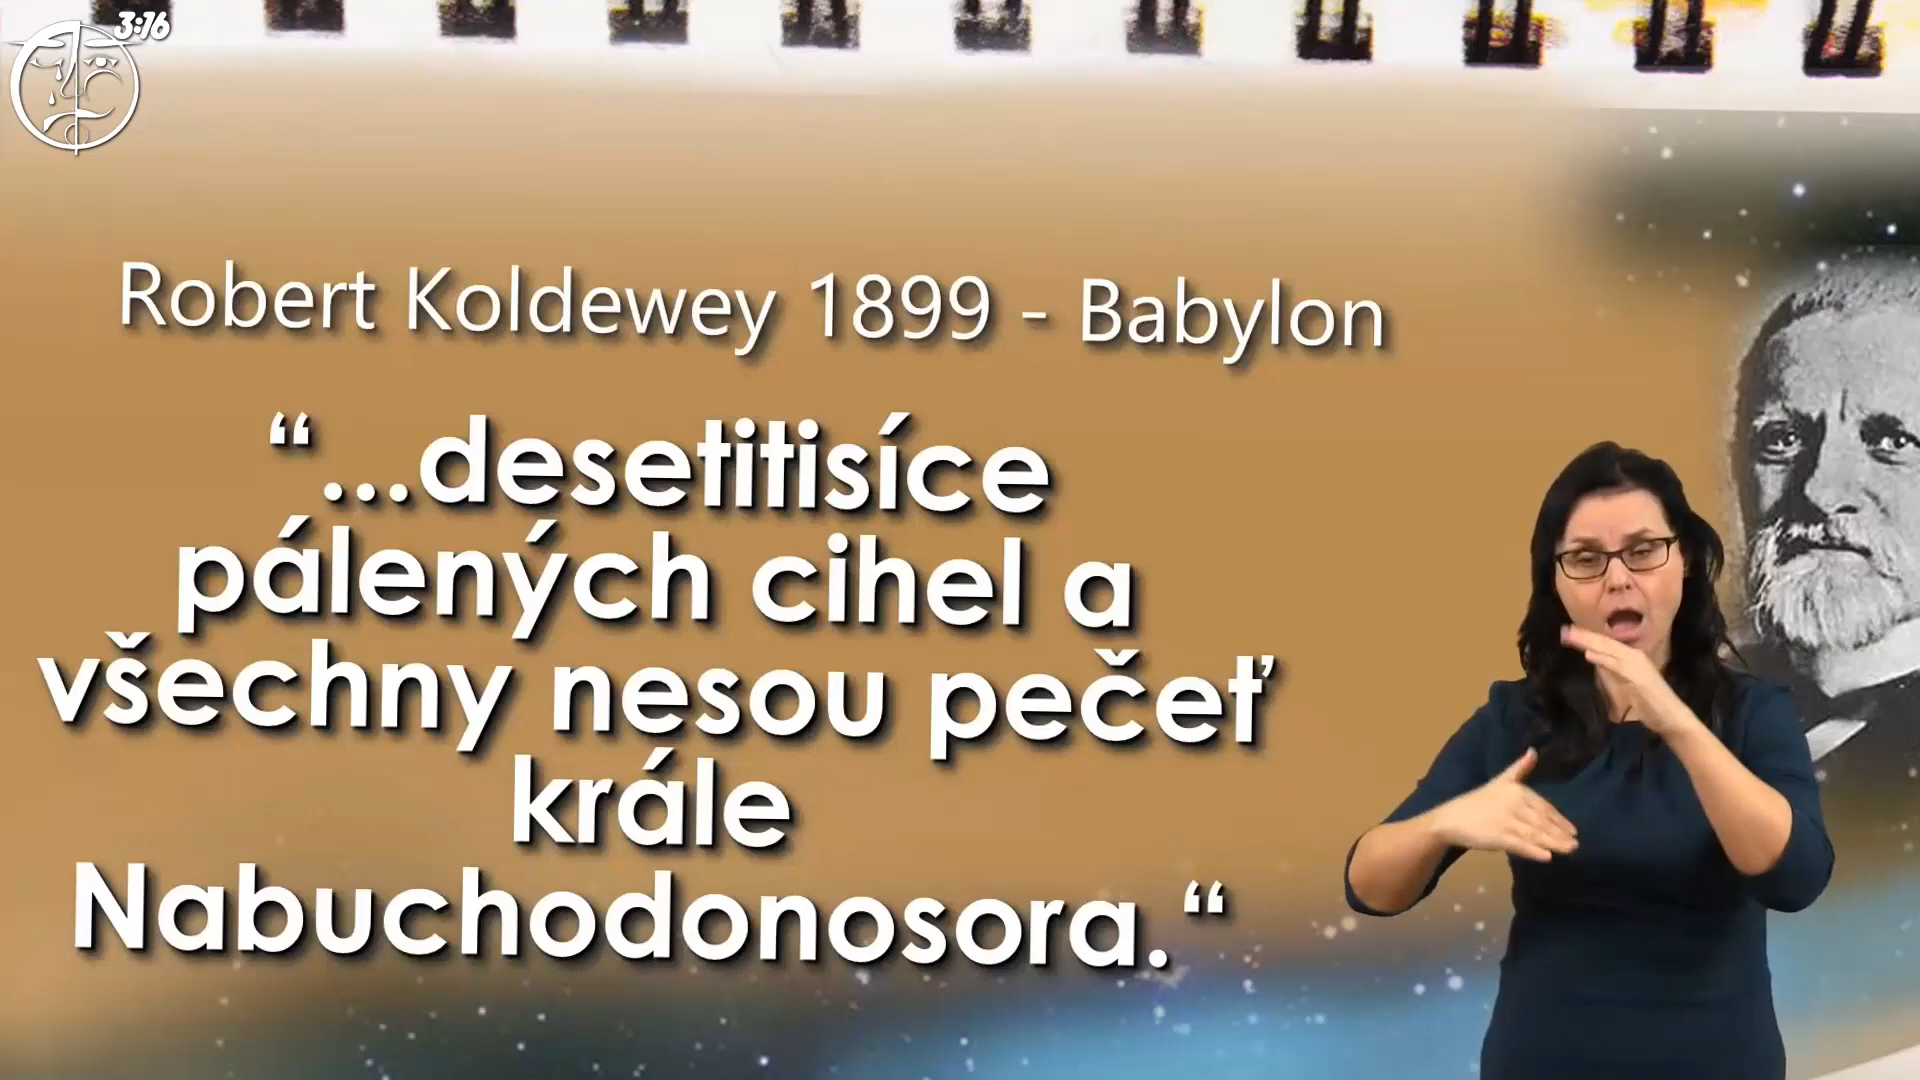 3:16
Robert Koldewey 1899 - Babylon
“...desetitisíce
pálených cihel a
všechny nesou pečeť
krále
Nabuchodonosora.“